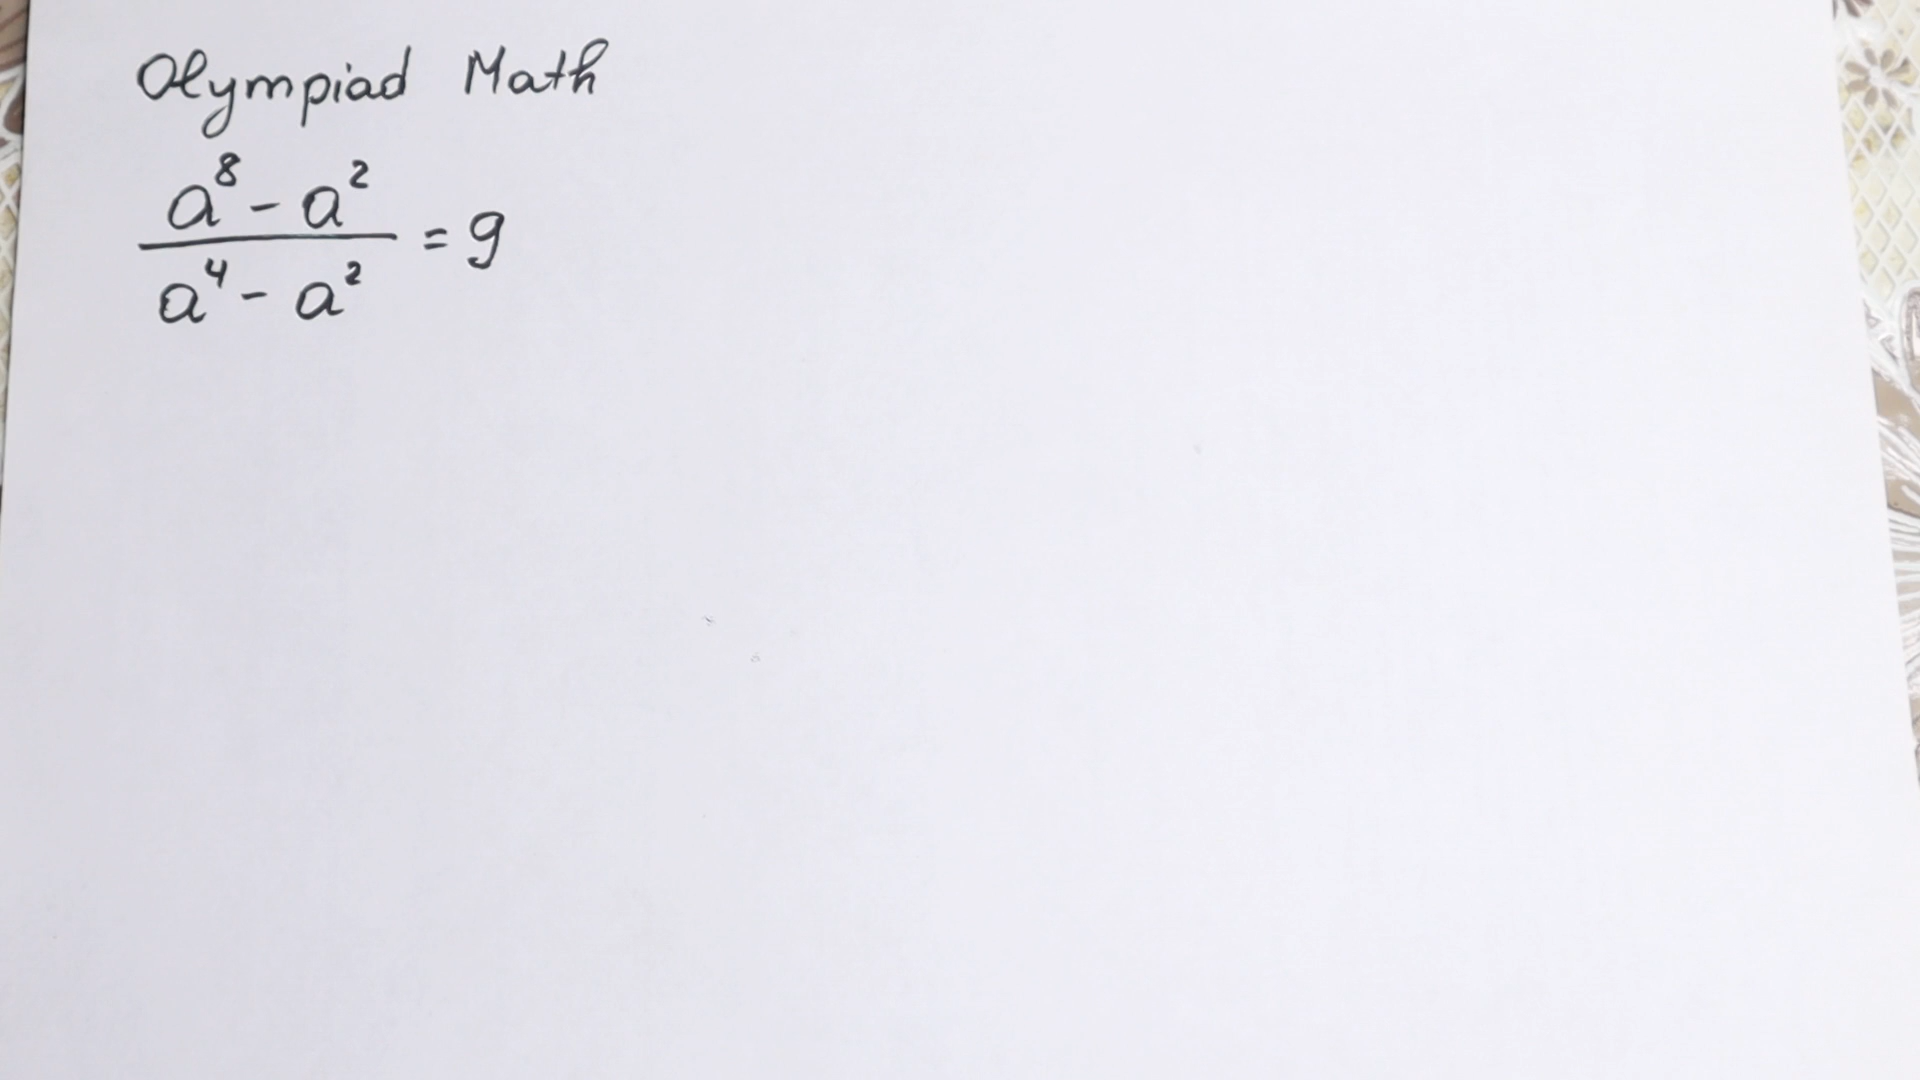 Olympiad Math
a⁸ - a²
a⁴ - a² = 9